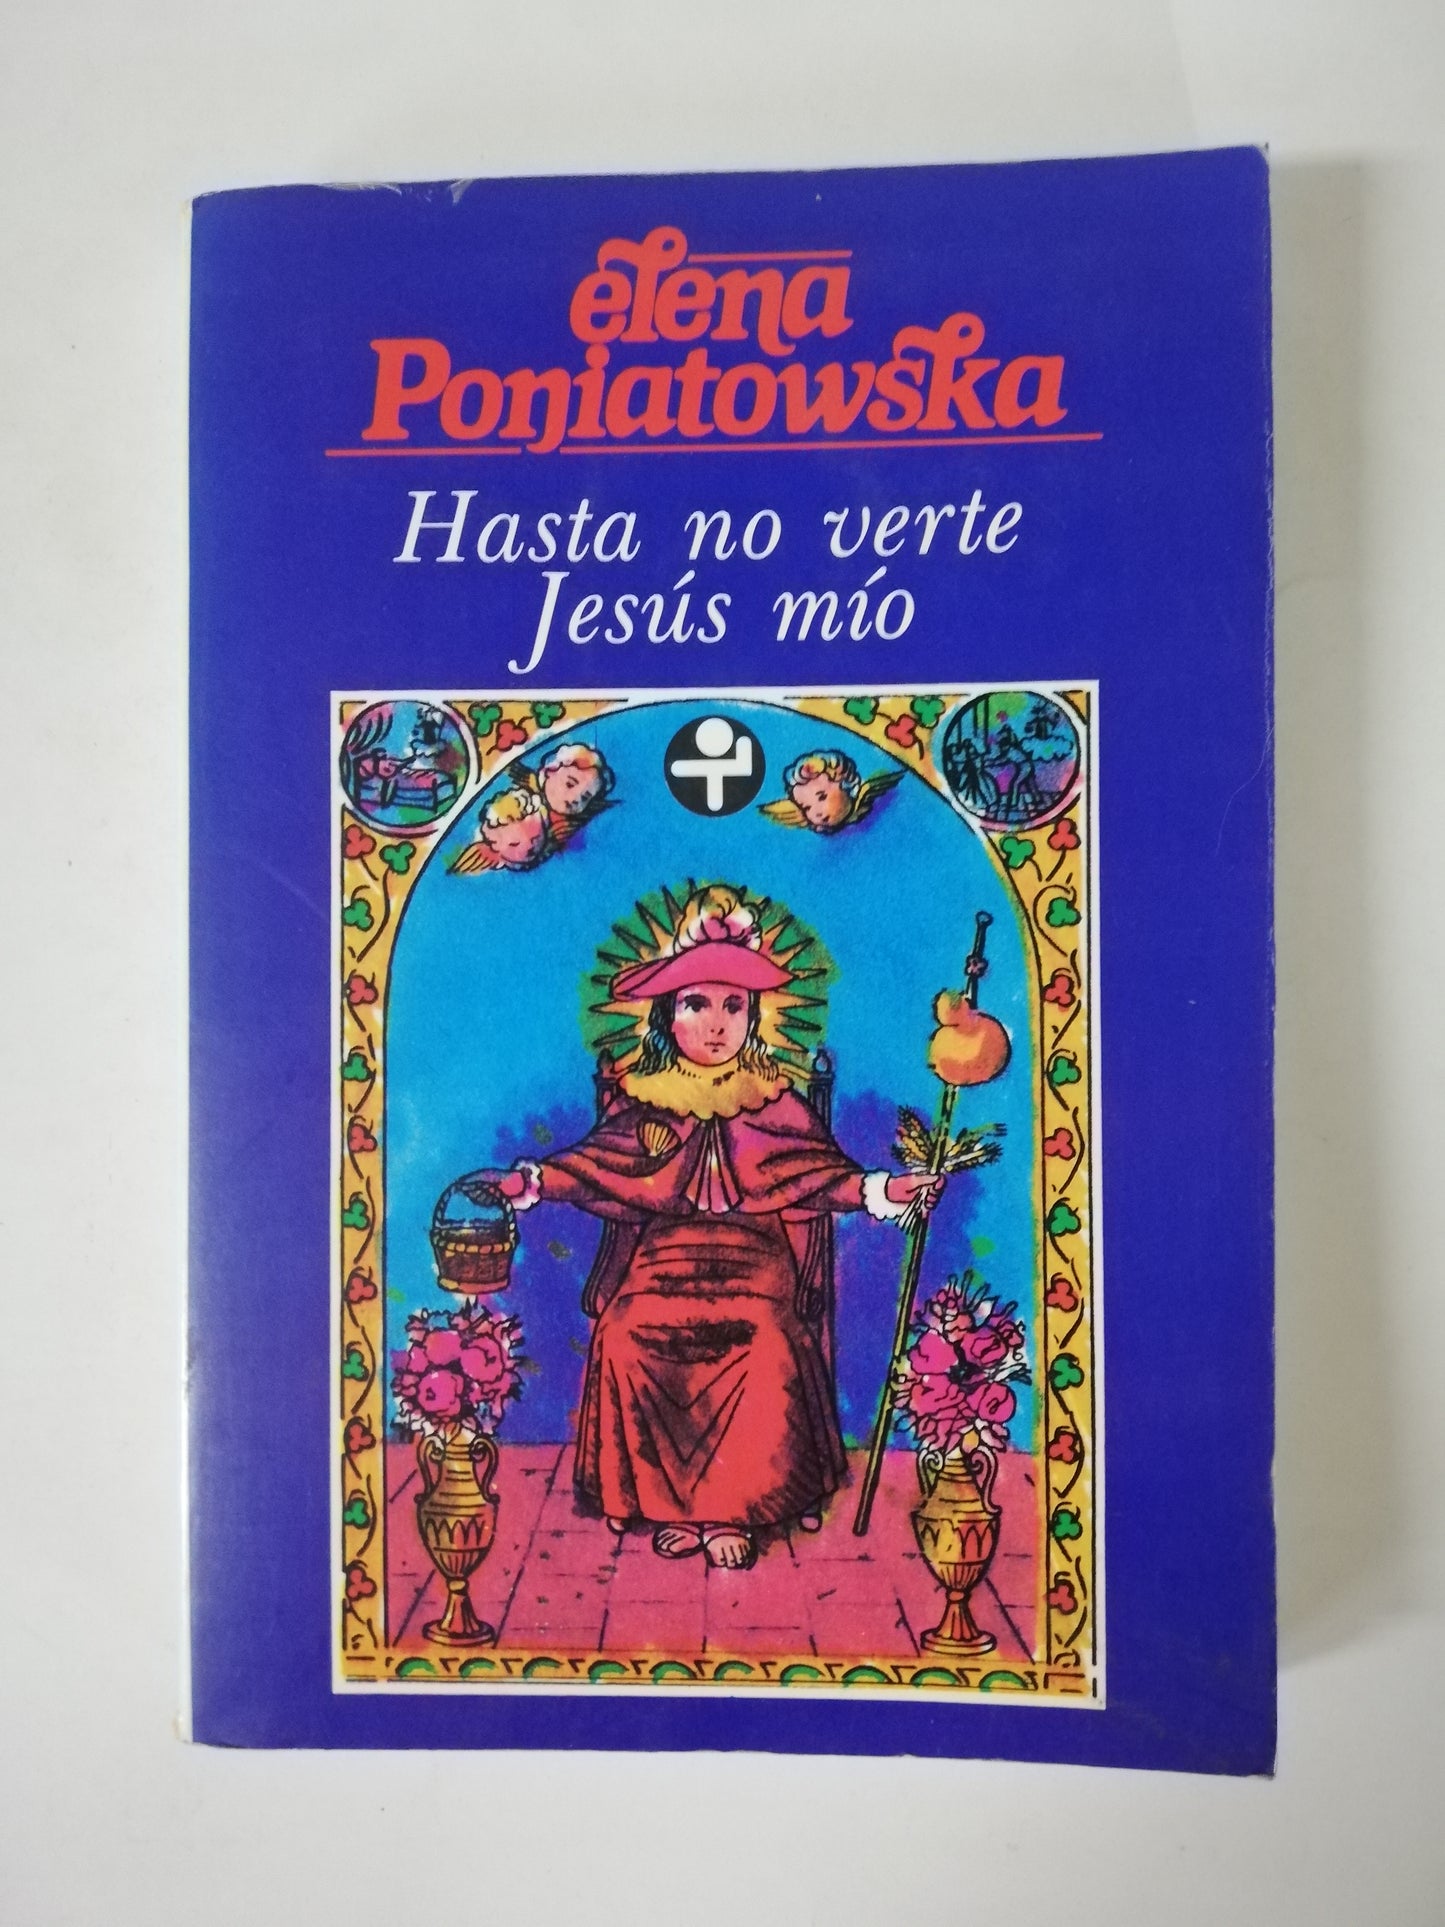 elena
Poniatowska
Hasta no verte
Jesús mío